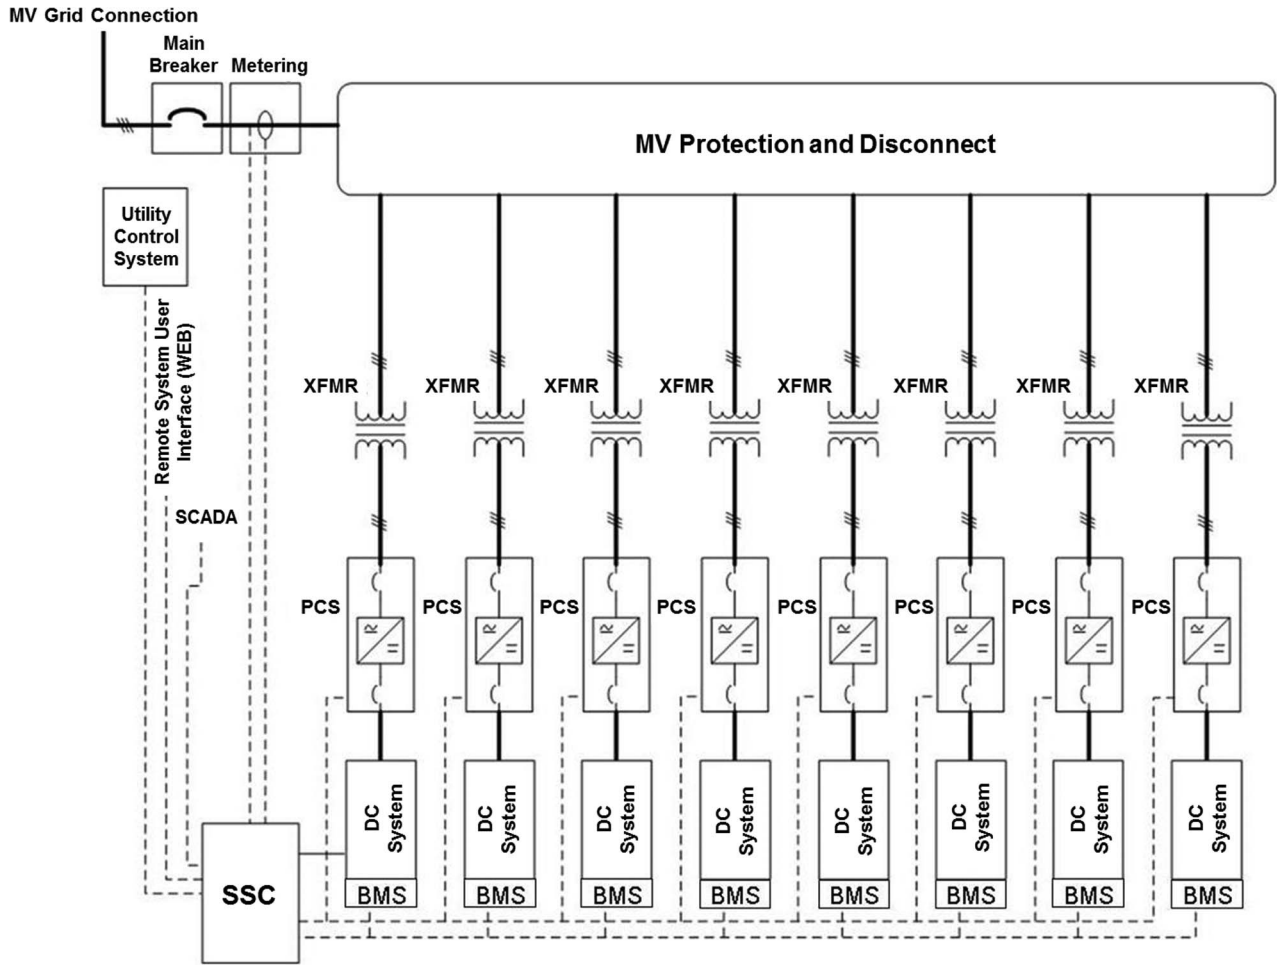 MV Grid Connection
Main
Breaker
Metering
MV Protection and Disconnect
Utility
Control
System
Remote System User
Interface (WEB)
SCADA
XFMR
XFMR
XFMR
XFMR
XFMR
XFMR
XFMR
XFMR
PCS
PCS
PCS
PCS
PCS
PCS
PCS
PCS
DC
System
DC
System
DC
System
DC
System
DC
System
DC
System
DC
System
DC
System
SSC
BMS
BMS
BMS
BMS
BMS
BMS
BMS
BMS